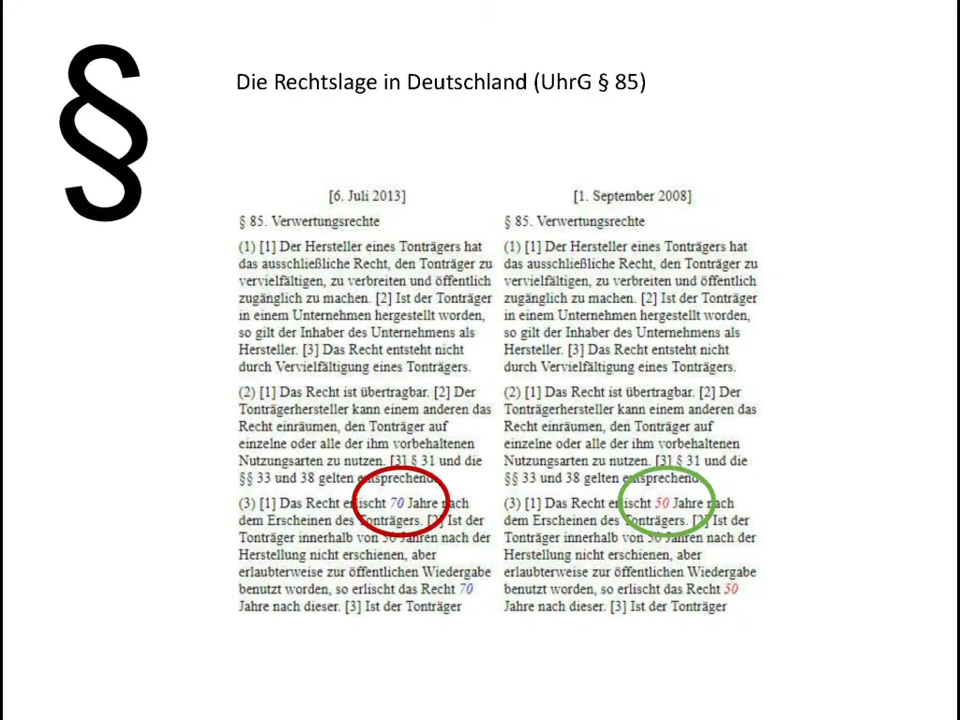 §
Die Rechtslage in Deutschland (UhrG § 85)
[6. Juli 2013]
§ 85. Verwertungsrechte
(1) [1] Der Hersteller eines Tonträgers hat
das ausschließliche Recht, den Tonträger zu
vervielfältigen, zu verbreiten und öffentlich
zugänglich zu machen. [2] Ist der Tonträger
in einem Unternehmen hergestellt worden,
so gilt der Inhaber des Unternehmens als
Hersteller. [3] Das Recht entsteht nicht
durch Vervielfältigung eines Tonträgers.
(2) [1] Das Recht ist übertragbar. [2] Der
Tonträgerhersteller kann einem anderen das
Recht einräumen, den Tonträger auf
einzelne oder alle der ihm vorbehaltenen
Nutzungsarten zu nutzen. [3] § 31 und die
§§ 33 und 38 gelten entsprechend.
(3) [1] Das Recht erlischt 70 Jahre nach
dem Erscheinen des Tonträgers. [2] Ist der
Tonträger innerhalb von 50 Jahren nach der
Herstellung nicht erschienen, aber
erlaubterweise zur öffentlichen Wiedergabe
benutzt worden, so erlischt das Recht 70
Jahre nach dieser. [3] Ist der Tonträger
[1. September 2008]
§ 85. Verwertungsrechte
(1) [1] Der Hersteller eines Tonträgers hat
das ausschließliche Recht, den Tonträger zu
vervielfältigen, zu verbreiten und öffentlich
zugänglich zu machen. [2] Ist der Tonträger
in einem Unternehmen hergestellt worden,
so gilt der Inhaber des Unternehmens als
Hersteller. [3] Das Recht entsteht nicht
durch Vervielfältigung eines Tonträgers.
(2) [1] Das Recht ist übertragbar. [2] Der
Tonträgerhersteller kann einem anderen das
Recht einräumen, den Tonträger auf
einzelne oder alle der ihm vorbehaltenen
Nutzungsarten zu nutzen. [3] § 31 und die
§§ 33 und 38 gelten entsprechend.
(3) [1] Das Recht erlischt 50 Jahre nach
dem Erscheinen des Tonträgers. [2] Ist der
Tonträger innerhalb von 50 Jahren nach der
Herstellung nicht erschienen, aber
erlaubterweise zur öffentlichen Wiedergabe
benutzt worden, so erlischt das Recht 50
Jahre nach dieser. [3] Ist der Tonträger